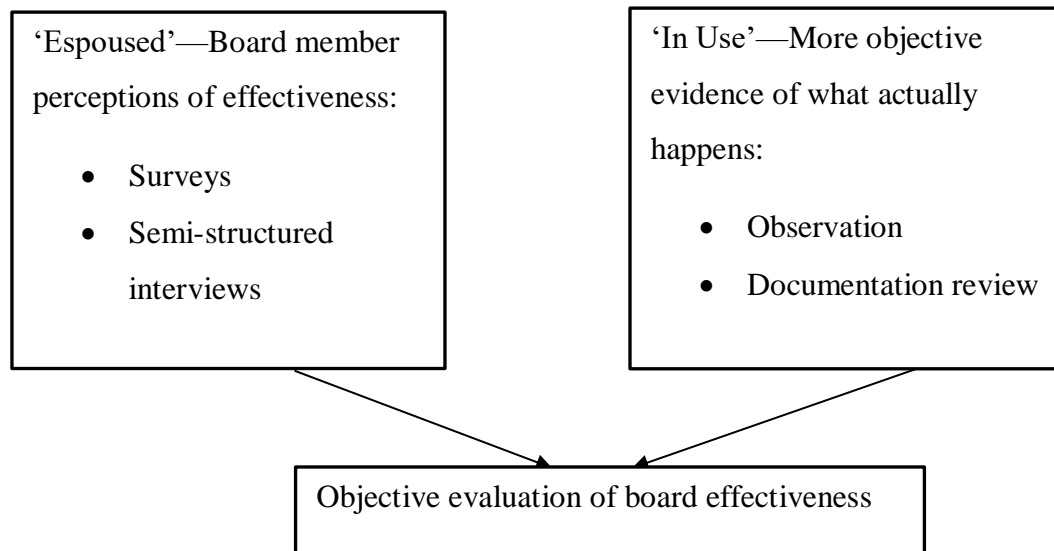 ‘Espoused’—Board member
perceptions of effectiveness:
• Surveys
• Semi-structured
interviews
‘In Use’—More objective
evidence of what actually
happens:
• Observation
• Documentation review
Objective evaluation of board effectiveness